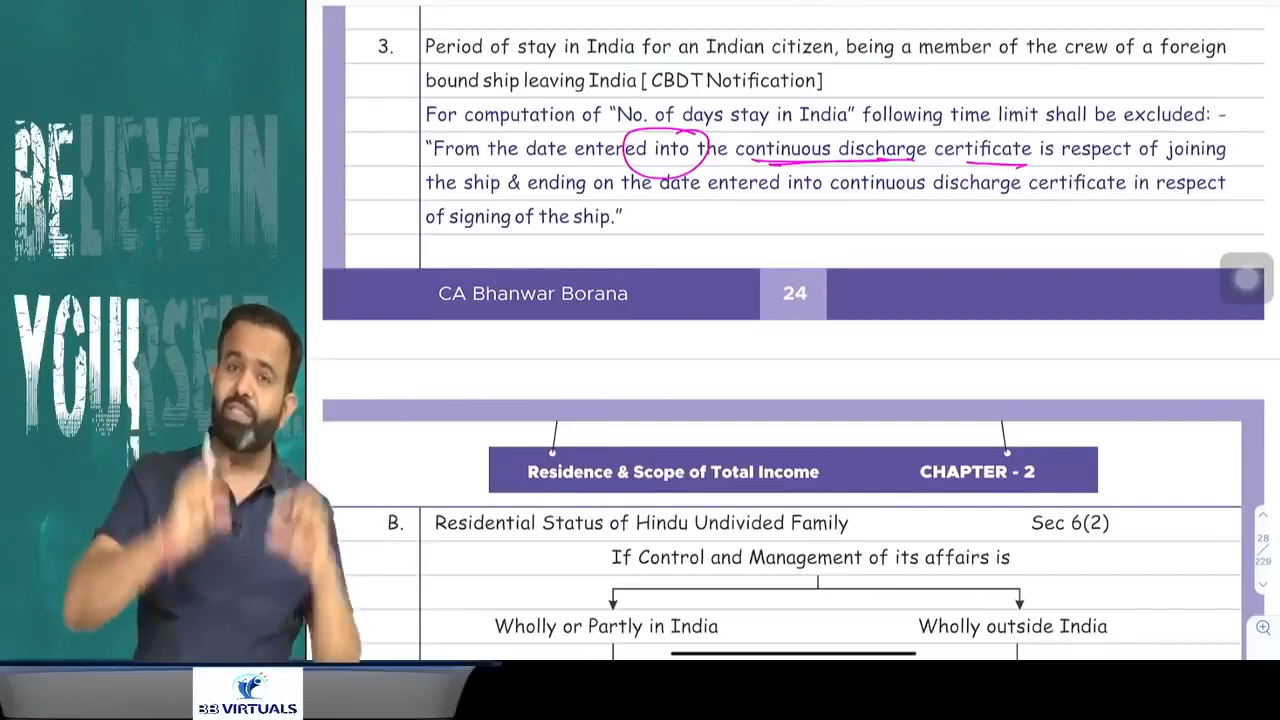 BELIEVE IN
3. Period of stay in India for an Indian citizen, being a member of the crew of a foreign
bound ship leaving India [ CBDT Notification]
For computation of “No. of days stay in India” following time limit shall be excluded: -
“From the date entered into the continuous discharge certificate is respect of joining
the ship & ending on the date entered into continuous discharge certificate in respect
of signing of the ship.”
CA Bhanwar Borana 24
Residence & Scope of Total Income CHAPTER - 2
B. Residential Status of Hindu Undivided Family Sec 6(2)
If Control and Management of its affairs is
Wholly or Partly in India Wholly outside India
28
229
BB VIRTUALS